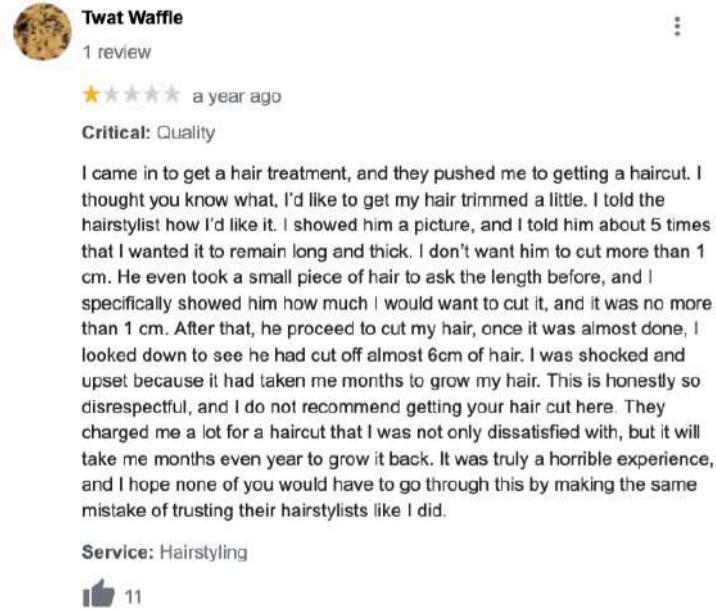 Twat Waffle
1 review
a year ago
Critical: Quality
I came in to get a hair treatment, and they pushed me to getting a haircut. I
thought you know what, I'd like to get my hair trimmed a little. I told the
hairstylist how I'd like it. I showed him a picture, and I told him about 5 times
that I wanted it to remain long and thick. I don't want him to cut more than 1
cm. He even took a small piece of hair to ask the length before, and I
specifically showed him how much I would want to cut it, and it was no more
than 1 cm. After that, he proceed to cut my hair, once it was almost done, I
looked down to see he had cut off almost 6cm of hair. I was shocked and
upset because it had taken me months to grow my hair. This is honestly so
disrespectful, and I do not recommend getting your hair cut here. They
charged me a lot for a haircut that I was not only dissatisfied with, but it will
take me months even year to grow it back. It was truly a horrible experience,
and I hope none of you would have to go through this by making the same
mistake of trusting their hairstylists like I did.
Service: Hairstyling
11